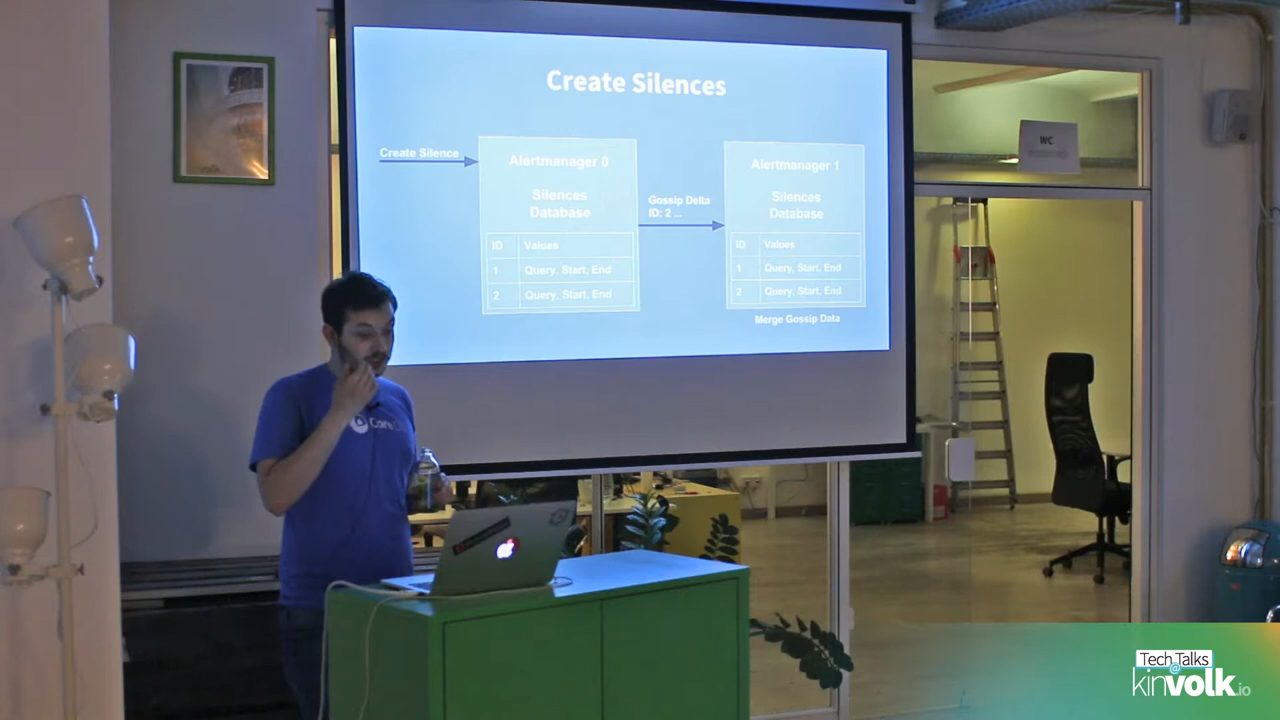 Create Silences
Create Silence
Alertmanager 0
Silences
Database
ID Values
1 Query, Start, End
2 Query, Start, End
Gossip Delta
ID: 2 ...
Alertmanager 1
Silences
Database
ID Values
1 Query, Start, End
2 Query, Start, End
Merge Gossip Data
WC
Core
Tech Talks
@
kinvolk.io